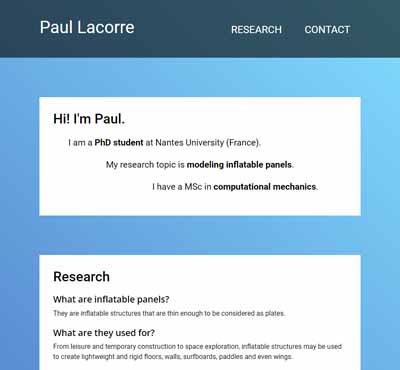 Paul Lacorre
RESEARCH CONTACT
Hi! I'm Paul.
I am a PhD student at Nantes University (France).
My research topic is modeling inflatable panels.
I have a MSc in computational mechanics.
Research
What are inflatable panels?
They are inflatable structures that are thin enough to be considered as plates.
What are they used for?
From leisure and temporary construction to space exploration, inflatable structures may be used
to create lightweight and rigid floors, walls, surfboards, paddles and even wings.